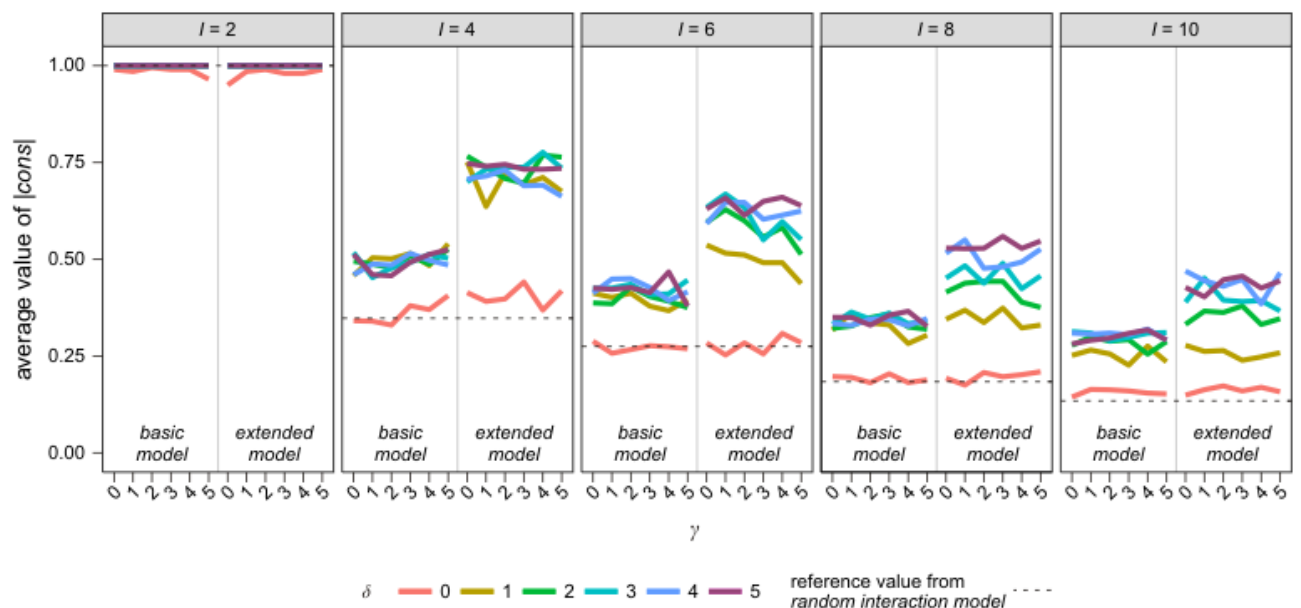 I = 2
I = 4
I = 6
I = 8
I = 10
average value of |cons|
1.00
0.75
0.50
0.25
0.00
basic
model
extended
model
basic
model
extended
model
basic
model
extended
model
basic
model
extended
model
basic
model
extended
model
0 1 2 3 4 5 0 1 2 3 4 5
0 1 2 3 4 5 0 1 2 3 4 5
0 1 2 3 4 5 0 1 2 3 4 5
0 1 2 3 4 5 0 1 2 3 4 5
0 1 2 3 4 5 0 1 2 3 4 5
γ
δ 0 1 2 3 4 5
reference value from
random interaction model